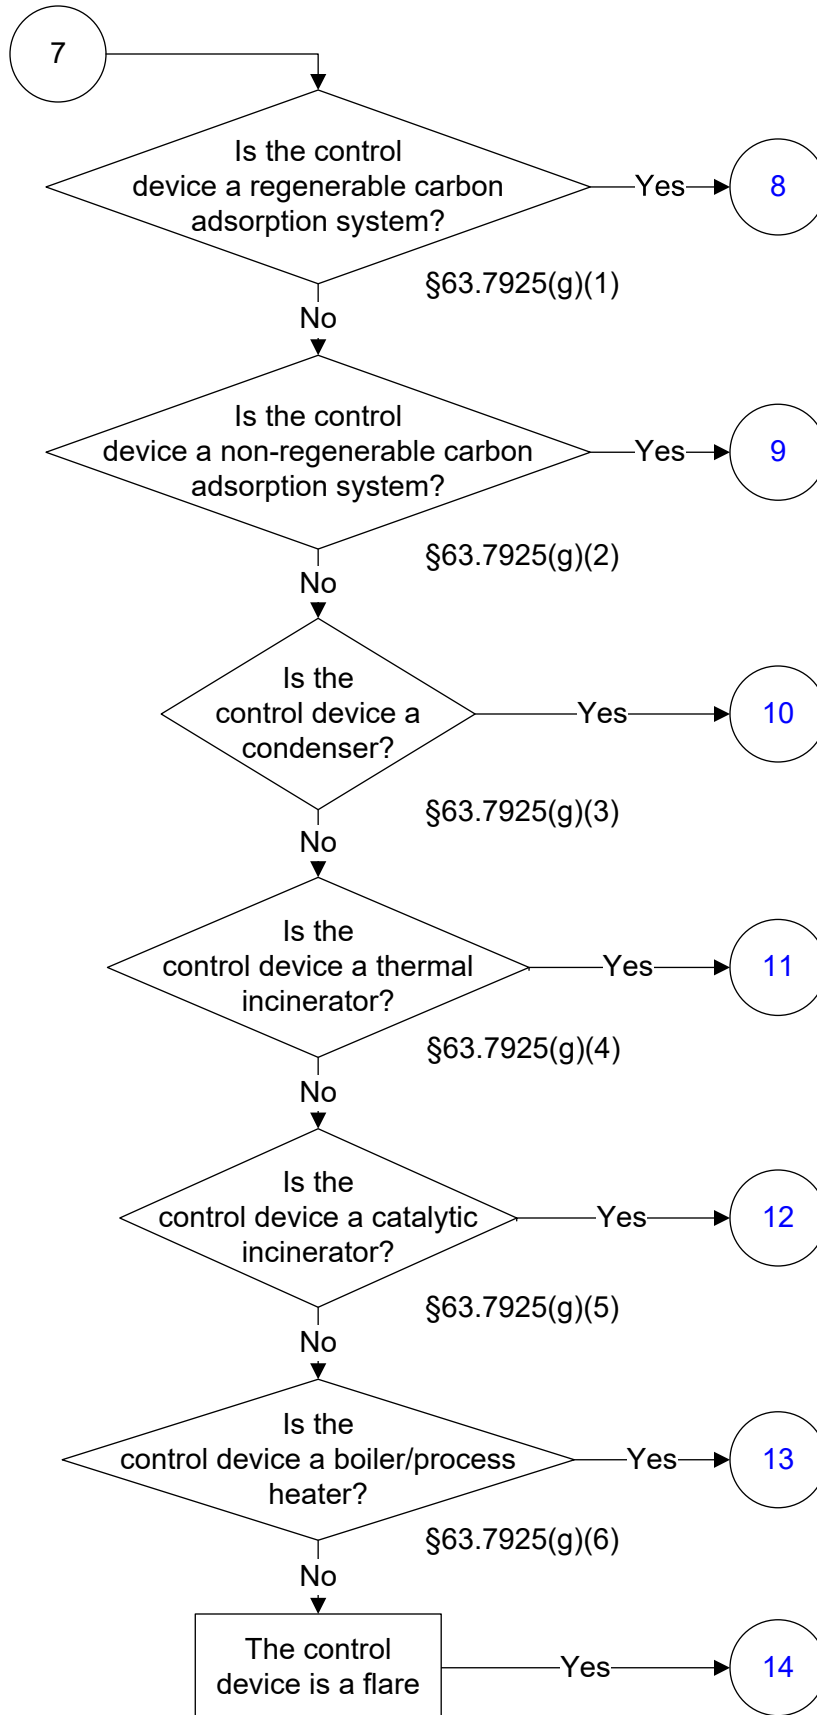 7
Is the control
device a regenerable carbon
adsorption system?
Yes
8
§63.7925(g)(1)
No
Is the control
device a non-regenerable carbon
adsorption system?
Yes
9
§63.7925(g)(2)
No
Is the
control device a
condenser?
Yes
10
§63.7925(g)(3)
No
Is the
control device a thermal
incinerator?
Yes
11
§63.7925(g)(4)
No
Is the
control device a catalytic
incinerator?
Yes
12
§63.7925(g)(5)
No
Is the
control device a boiler/process
heater?
Yes
13
§63.7925(g)(6)
No
The control
device is a flare
Yes
14